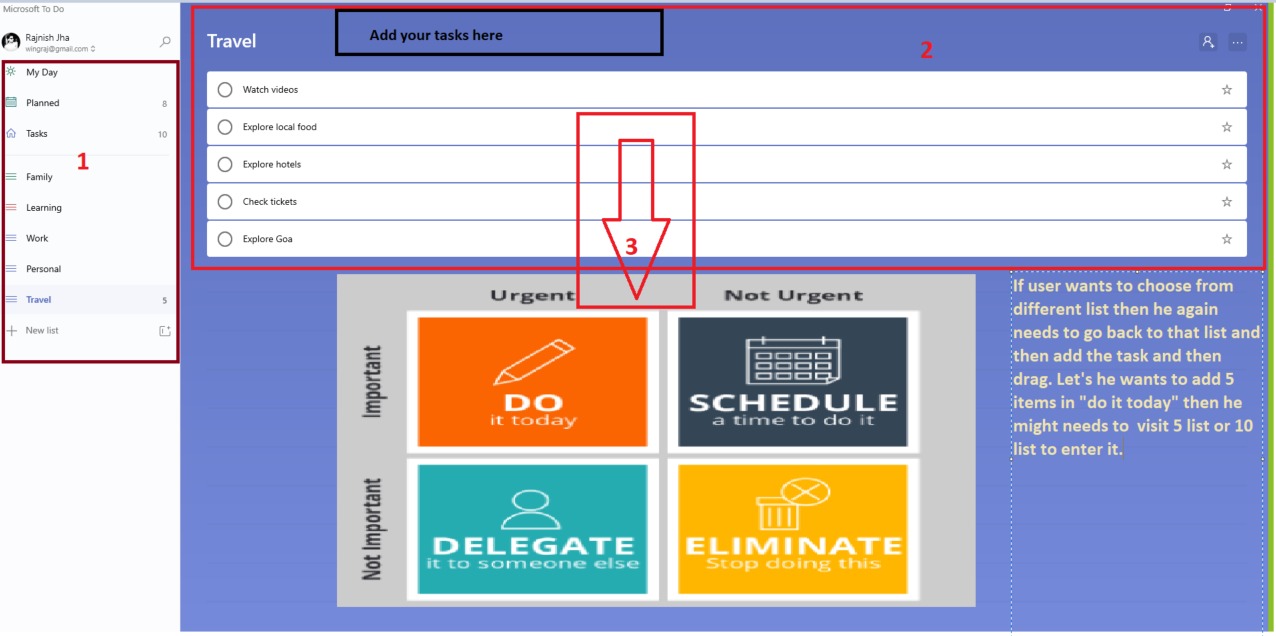 Microsoft To Do
Rajnish Jha
wingraj@gmail.com
My Day
Planned 8
Tasks 10
1
Family
Learning
Work
Personal
Travel 5
New list
Travel
Add your tasks here
2
Watch videos
Explore local food
Explore hotels
Check tickets
Explore Goa
3
Urgent Not Urgent
Important
DO
it today
SCHEDULE
a time to do it
Not Important
DELEGATE
it to someone else
ELIMINATE
Stop doing this
If user wants to choose from
different list then he again
needs to go back to that list and
then add the task and then
drag. Let's he wants to add 5
items in "do it today" then he
might needs to visit 5 list or 10
list to enter it.